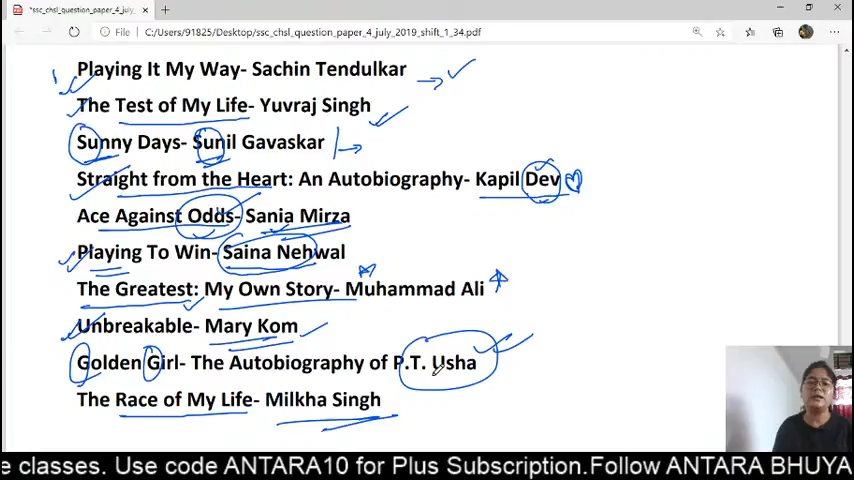 *ssc_chsl_question_paper_4_july_2019_shift_1_34.pdf
File
C:/Users/91825/Desktop/ssc_chsl_question_paper_4_july_2019_shift_1_34.pdf
Playing It My Way- Sachin Tendulkar
The Test of My Life- Yuvraj Singh
Sunny Days- Sunil Gavaskar
Straight from the Heart: An Autobiography- Kapil Dev
Ace Against Odds- Sania Mirza
Playing To Win- Saina Nehwal
The Greatest: My Own Story- Muhammad Ali
Unbreakable- Mary Kom
Golden Girl- The Autobiography of P.T. Usha
The Race of My Life- Milkha Singh
e classes. Use code ANTARA10 for Plus Subscription.Follow ANTARA BHUYA